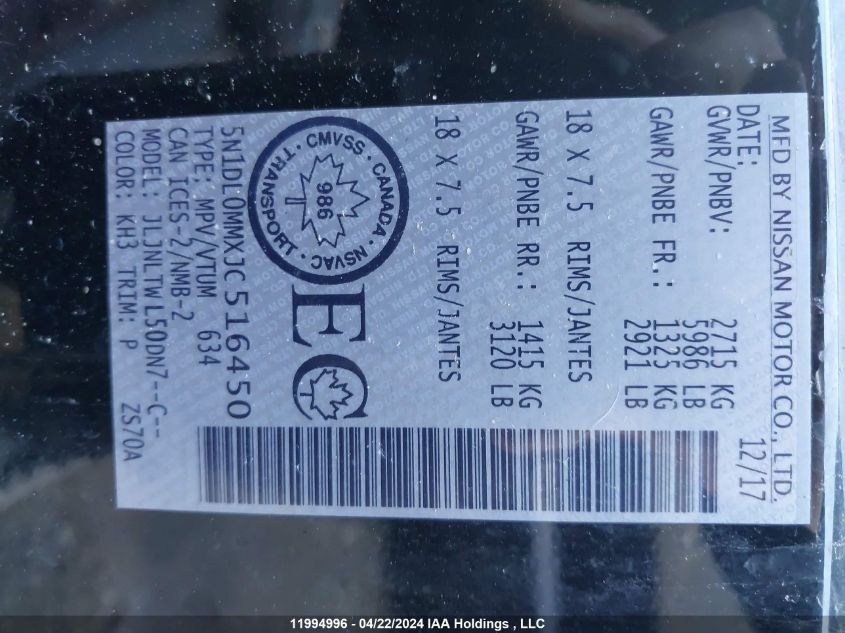 MFD BY NISSAN MOTOR CO., LTD.
DATE: 12/17
GVWR/PNBV: 2715 KG
5986 LB
GAWR/PNBE FR.: 1325 KG
2921 LB
18 X 7.5 RIMS/JANTES
GAWR/PNBE RR.: 1415 KG
3120 LB
18 X 7.5 RIMS/JANTES
CMVSS · CANADA · NSVAC · TRANSPORT ·
986
EC
5N1DL0MMXJC516450
TYPE: MPV/VTUM 634
CAN ICES-2/NMB-2
MODEL: JLJNLTWL50DN7--C--
COLOR: KH3 TRIM: P ZS70A
11994996 - 04/22/2024 IAA Holdings , LLC